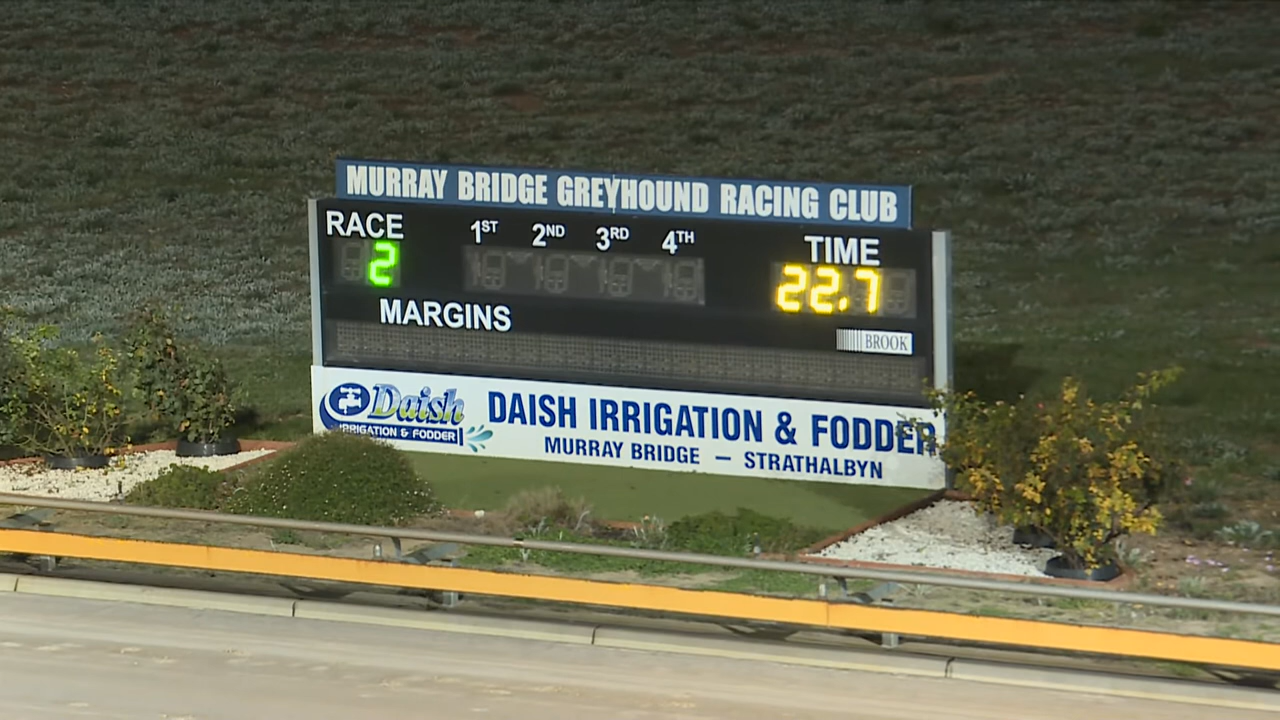 MURRAY BRIDGE GREYHOUND RACING CLUB
RACE 1ST 2ND 3RD 4TH TIME
2 22.7
MARGINS
BROOK
Daish
IRRIGATION & FODDER
DAISH IRRIGATION & FODDER
MURRAY BRIDGE – STRATHALBYN